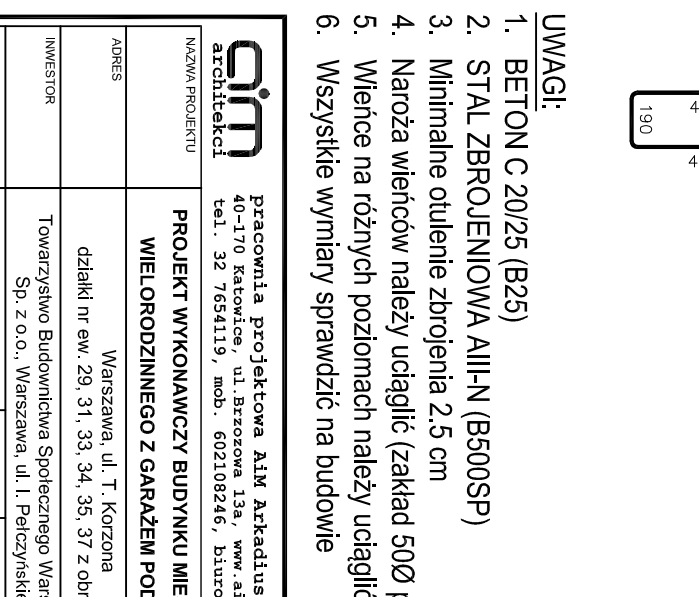 4
190
4
UWAGI:
1. BETON C 20/25 (B25)
2. STAL ZBROJENIOWA AIII-N (B500SP)
3. Minimalne otulenie zbrojenia 2.5 cm
4. Naroża wieńców należy uciąglić (zakład 50Ø p
5. Wieńce na różnych poziomach należy uciąglić
6. Wszystkie wymiary sprawdzić na budowie
aim
architekci
pracownia projektowa AiM Arkadius
40-170 Katowice, ul.Brzozowa 13a, www.ai
tel. 32 7654119, mob. 602108246, biuro
NAZWA PROJEKTU
PROJEKT WYKONAWCZY BUDYNKU MIE
WIELORODZINNEGO Z GARAŻEM POD
ADRES
Warszawa, ul. T. Korzona
działki nr ew. 29, 31, 33, 34, 35, 37 z obr
INWESTOR
Towarzystwo Budownictwa Społecznego Wars
Sp. z o.o., Warszawa, ul. I. Pełczyńskie